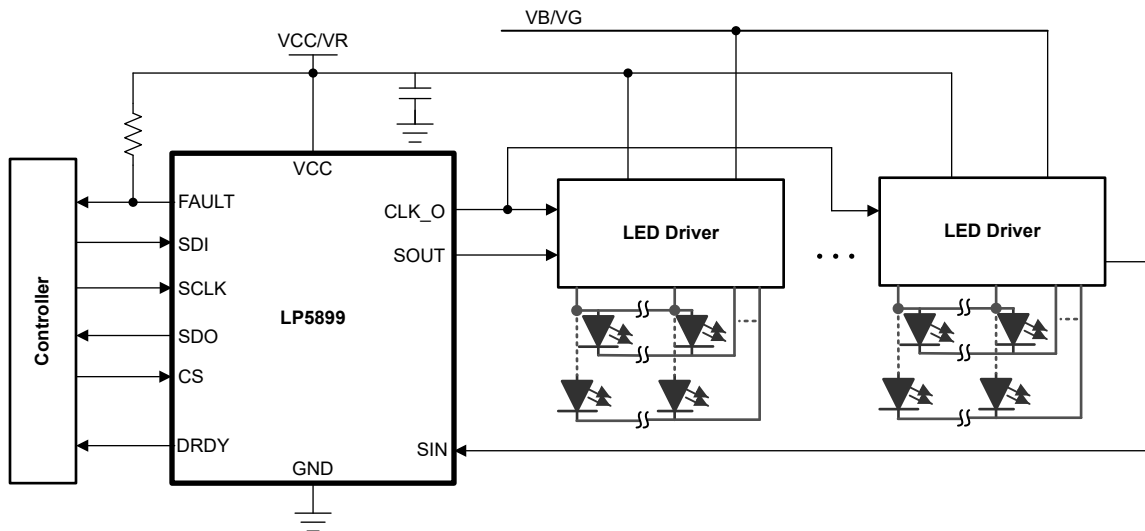 VB/VG
VCC/VR
VCC
Controller
FAULT
SDI
SCLK
SDO
CS
DRDY
LP5899
CLK_O
SOUT
SIN
GND
LED Driver
...
LED Driver